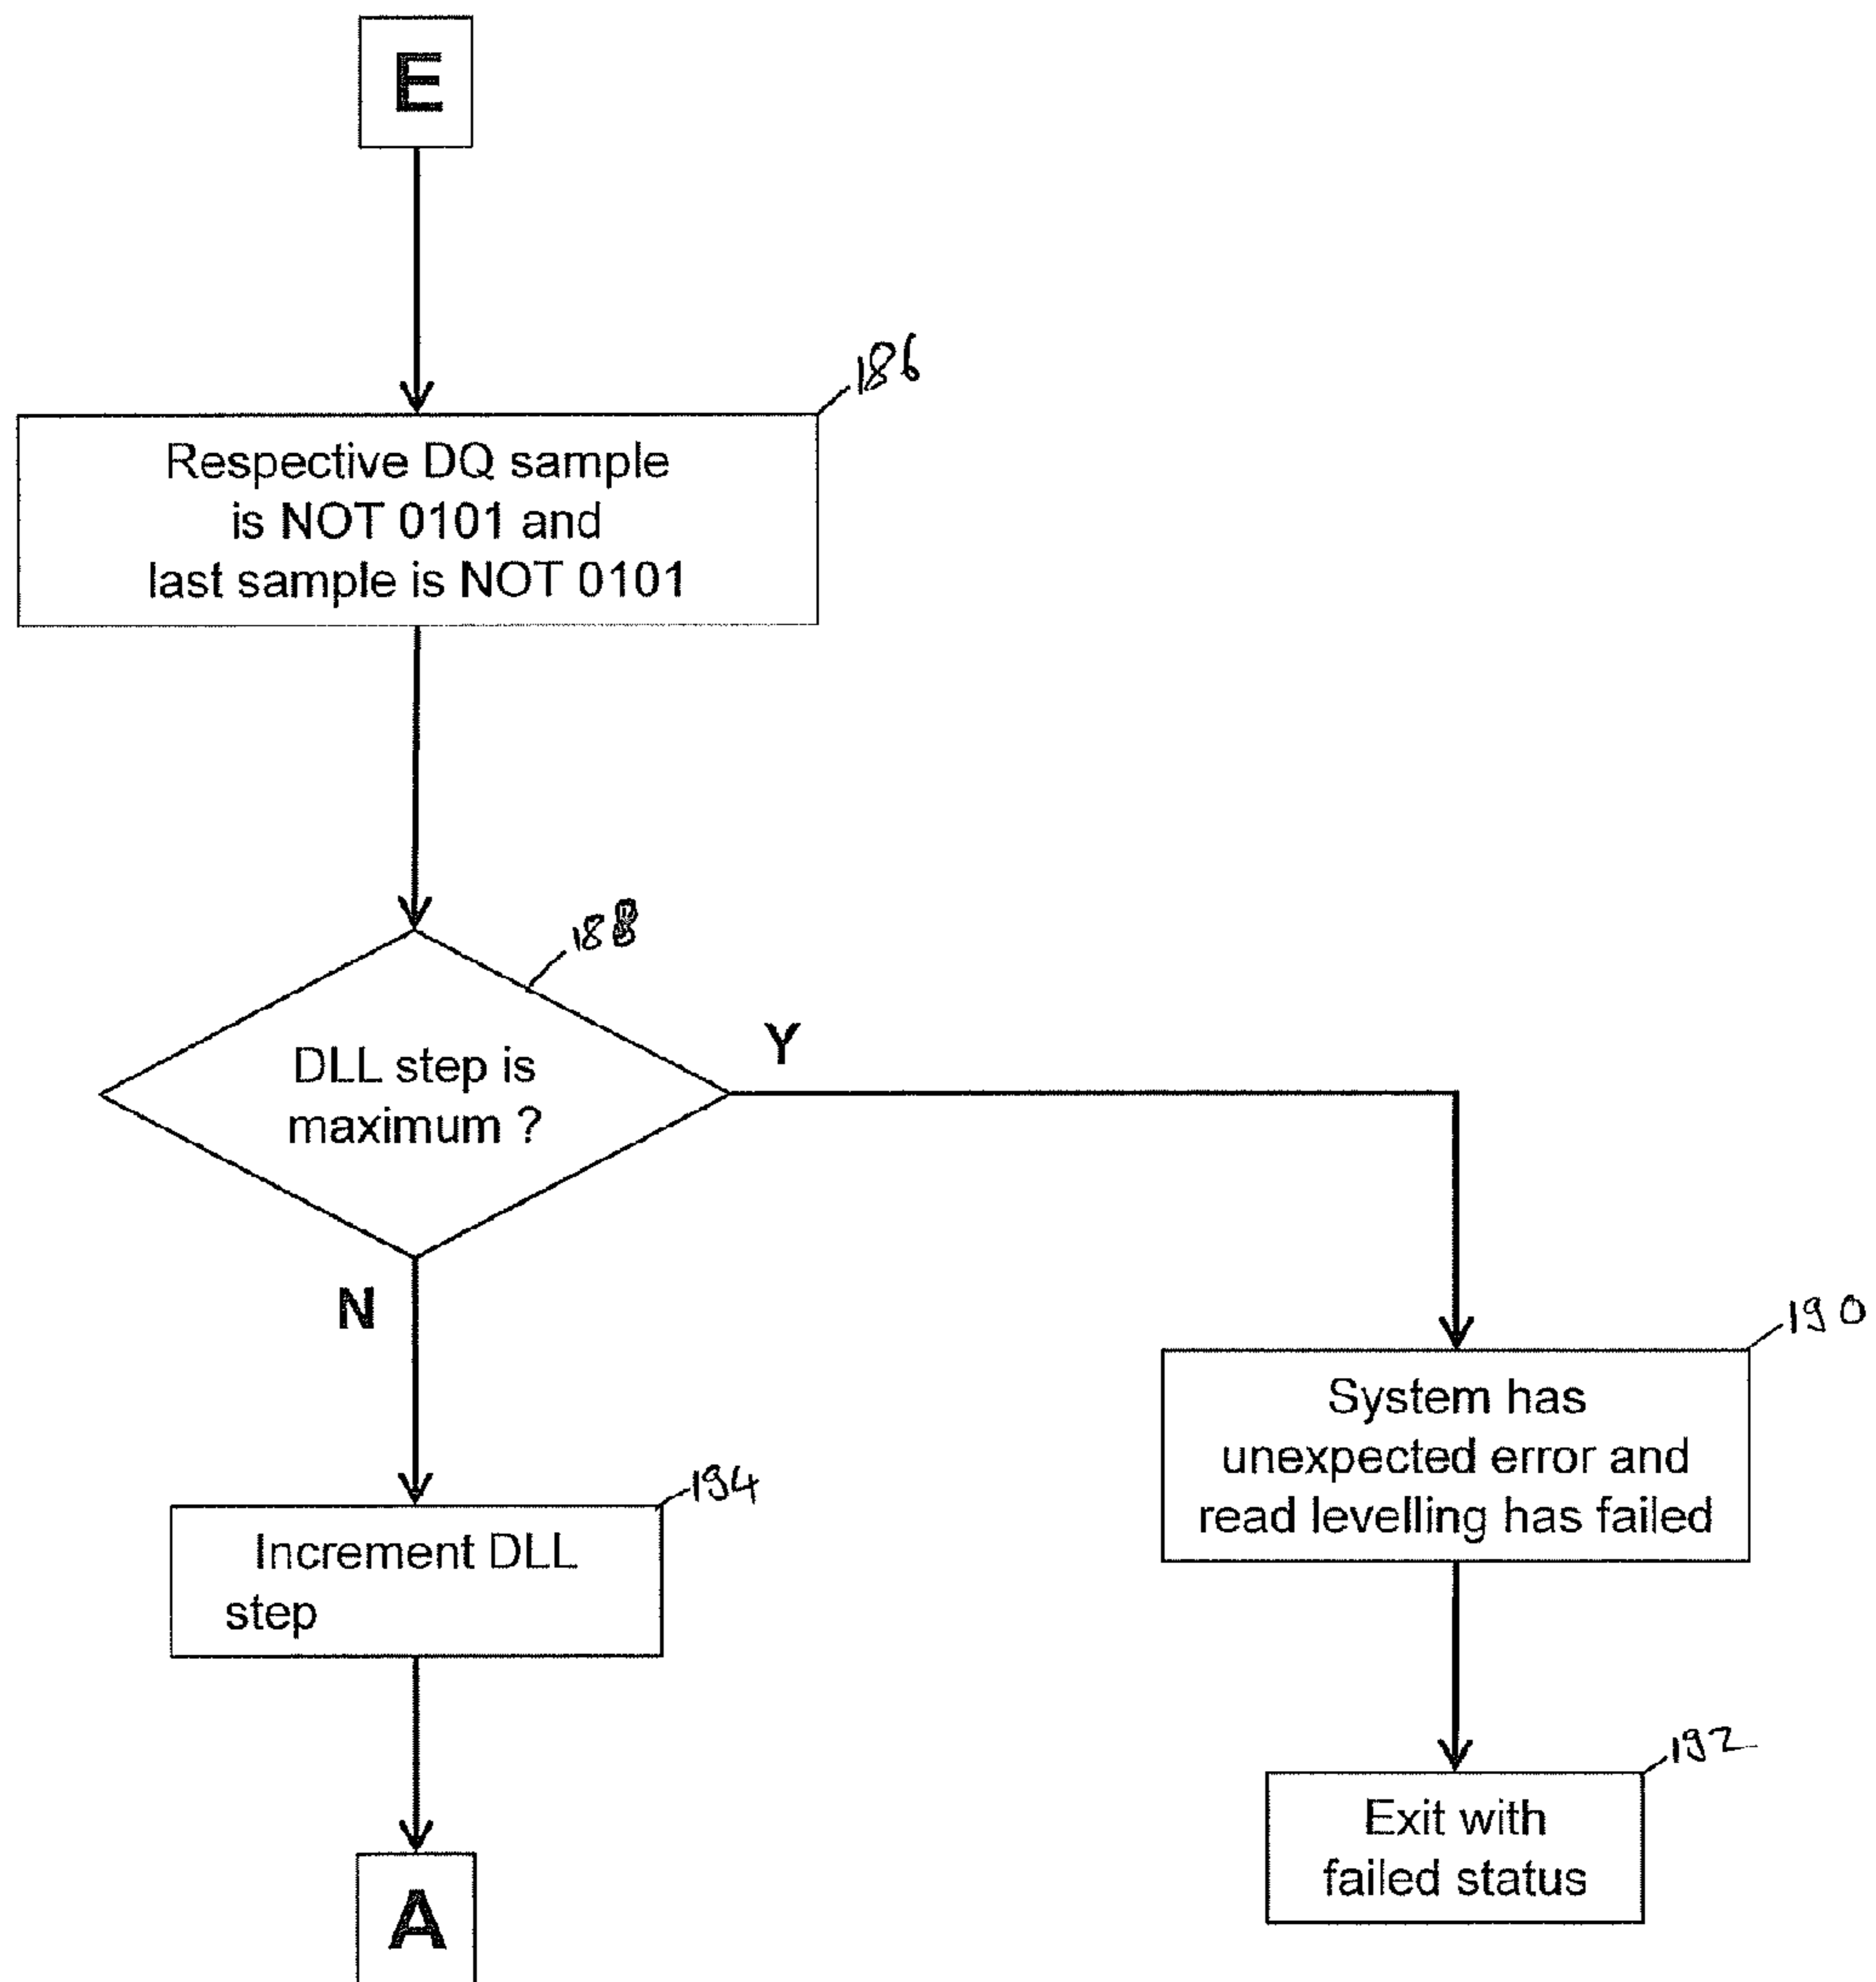 E
186
Respective DQ sample
is NOT 0101 and
last sample is NOT 0101
188
DLL step is
maximum ?
Y
N
190
System has
unexpected error and
read levelling has failed
194
Increment DLL
step
192
Exit with
failed status
A